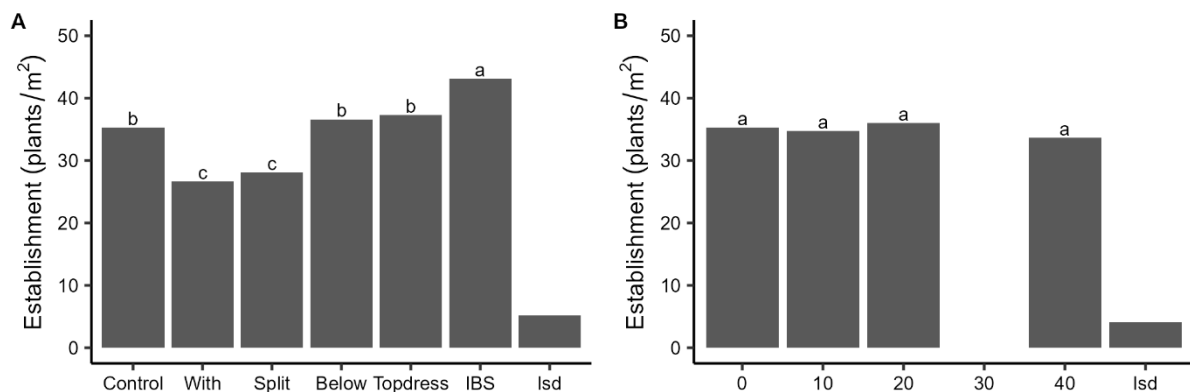 A
Establishment (plants/m²)
50
40
30
20
10
0
b
c
c
b
b
a
Control With Split Below Topdress IBS lsd
B
Establishment (plants/m²)
50
40
30
20
10
0
a
a
a
a
0 10 20 30 40 lsd